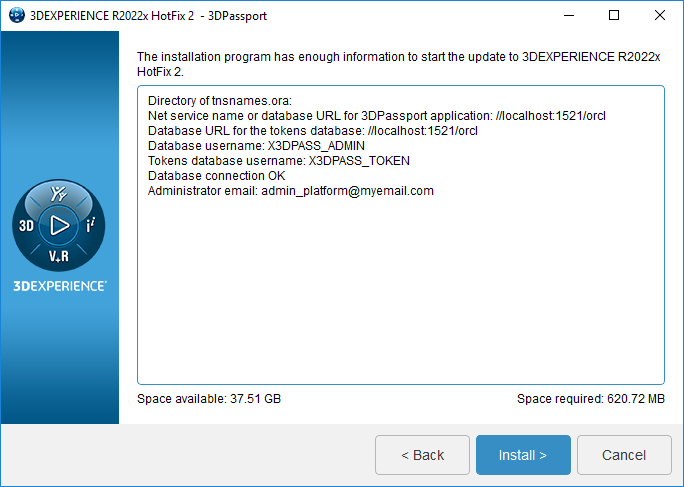 3DEXPERIENCE R2022x HotFix 2 - 3DPassport
The installation program has enough information to start the update to 3DEXPERIENCE R2022x
HotFix 2.
Directory of tnsnames.ora:
Net service name or database URL for 3DPassport application: //localhost:1521/orcl
Database URL for the tokens database: //localhost:1521/orcl
Database username: X3DPASS_ADMIN
Tokens database username: X3DPASS_TOKEN
Database connection OK
Administrator email: admin_platform@myemail.com
3D
V+R
i²
3DEXPERIENCE
Space available: 37.51 GB
Space required: 620.72 MB
< Back
Install >
Cancel